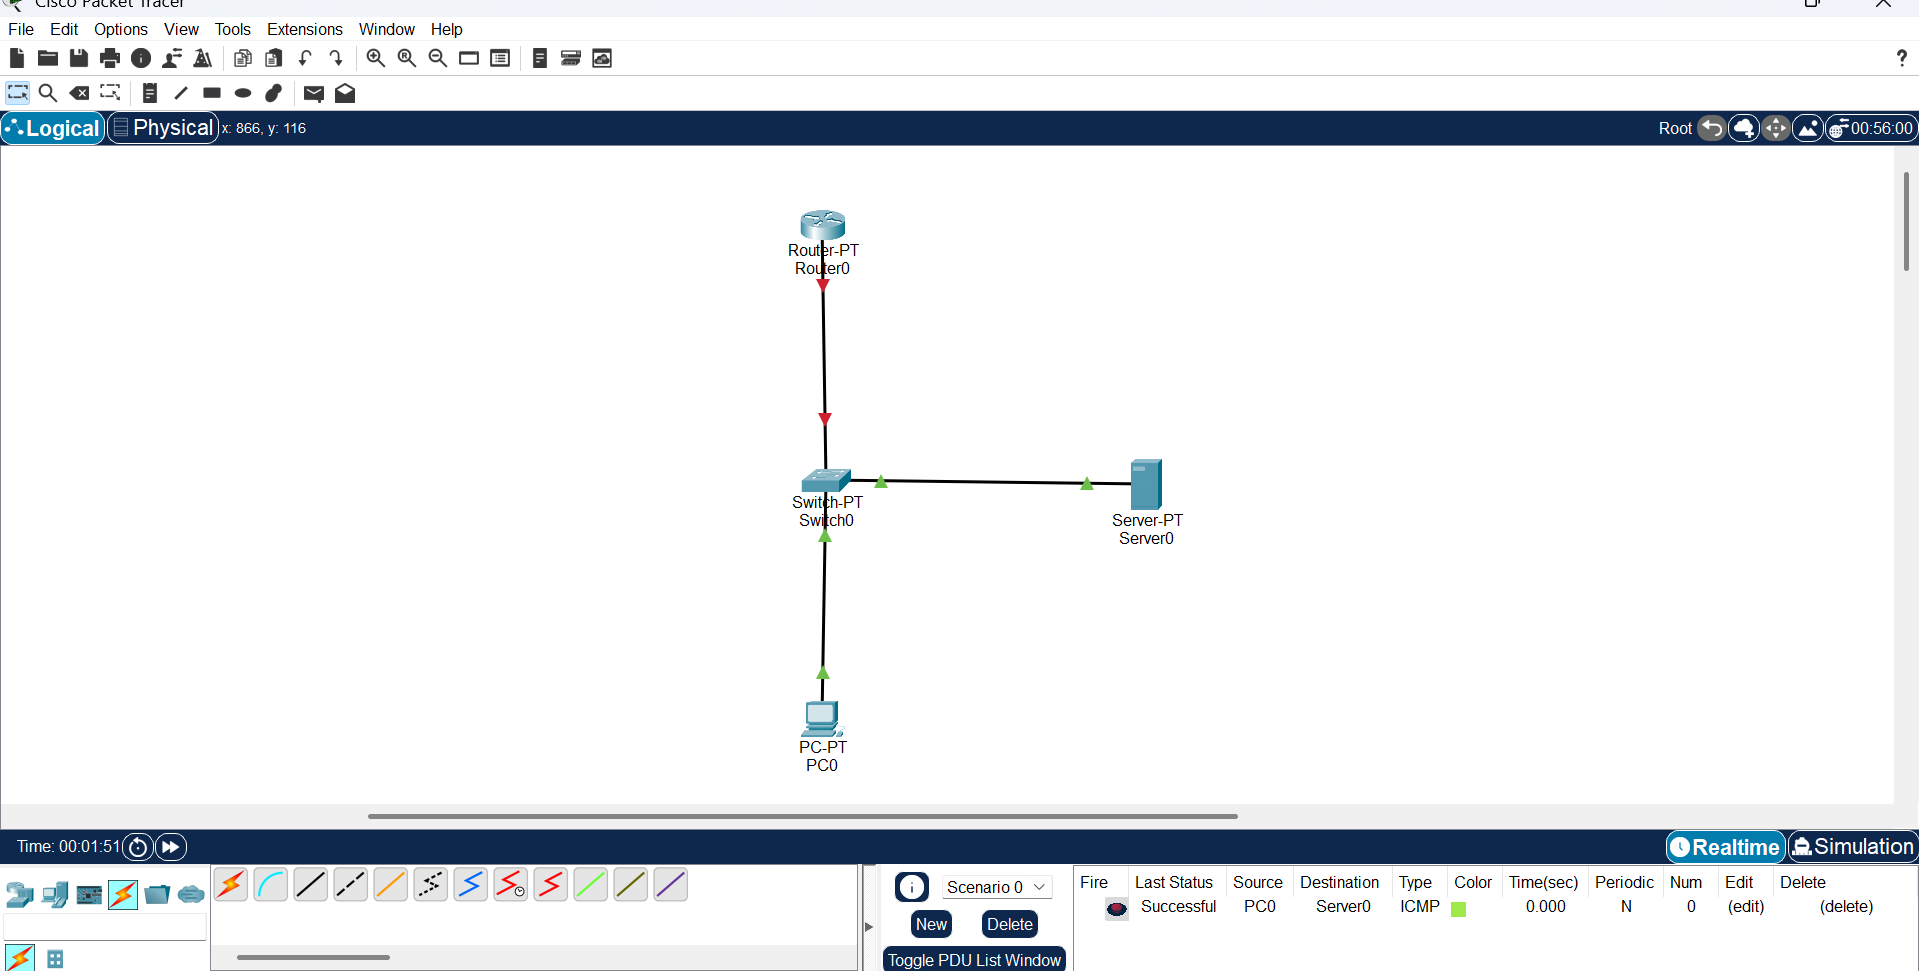 Cisco Packet Tracer
File Edit Options View Tools Extensions Window Help
?
Logical Physical x: 866, y: 116 Root 00:56:00
Router-PT
Router0
Switch-PT
Switch0
Server-PT
Server0
PC-PT
PC0
Time: 00:01:51 Realtime Simulation
Scenario 0
New Delete
Toggle PDU List Window
Fire Last Status Source Destination Type Color Time(sec) Periodic Num Edit Delete
Successful PC0 Server0 ICMP 0.000 N 0 (edit) (delete)